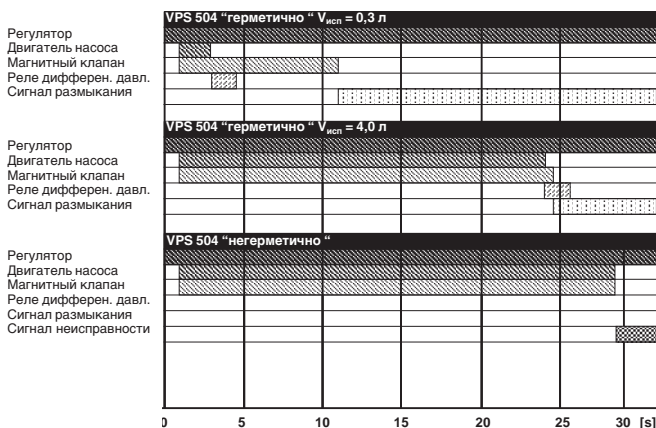 VPS 504 “герметично “ Vисп = 0,3 л
Регулятор
Двигатель насоса
Магнитный клапан
Реле дифферен. давл.
Сигнал размыкания
VPS 504 “герметично “ Vисп = 4,0 л
Регулятор
Двигатель насоса
Магнитный клапан
Реле дифферен. давл.
Сигнал размыкания
VPS 504 “негерметично “
Регулятор
Двигатель насоса
Магнитный клапан
Реле дифферен. давл.
Сигнал размыкания
Сигнал неисправности
0 5 10 15 20 25 30 [s]